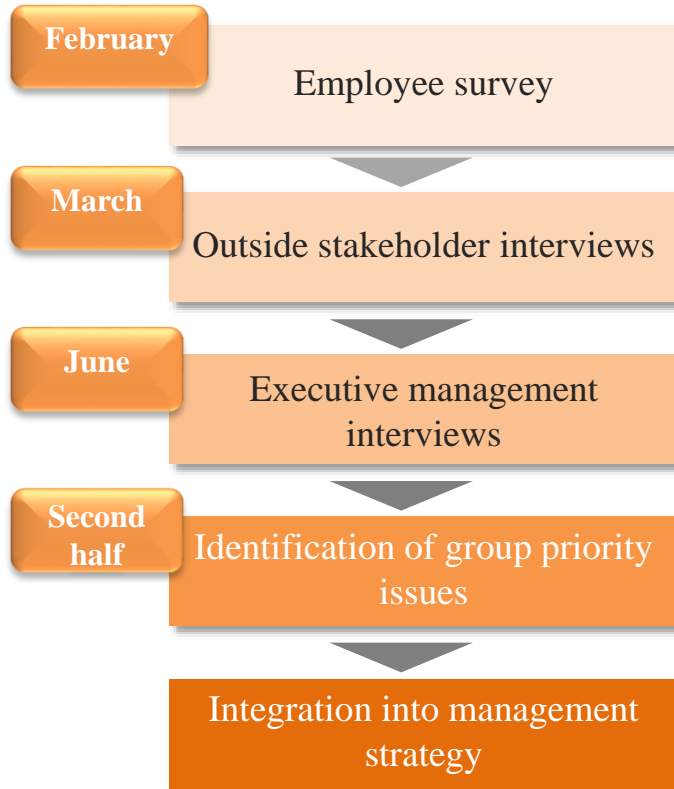 February
Employee survey
March
Outside stakeholder interviews
June
Executive management
interviews
Second
half
Identification of group priority
issues
Integration into management
strategy